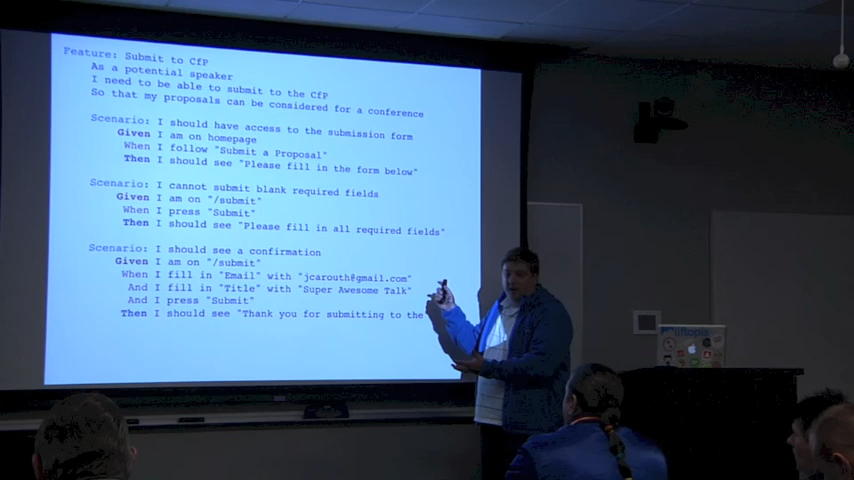 Feature: Submit to CfP
As a potential speaker
I need to be able to submit to the CfP
So that my proposals can be considered for a conference
Scenario: I should have access to the submission form
Given I am on homepage
When I follow "Submit a Proposal"
Then I should see "Please fill in the form below"
Scenario: I cannot submit blank required fields
Given I am on "/submit"
When I press "Submit"
Then I should see "Please fill in all required fields"
Scenario: I should see a confirmation
Given I am on "/submit"
When I fill in "Email" with "jcarouth@gmail.com"
And I fill in "Title" with "Super Awesome Talk"
And I press "Submit"
Then I should see "Thank you for submitting to the
liftopia